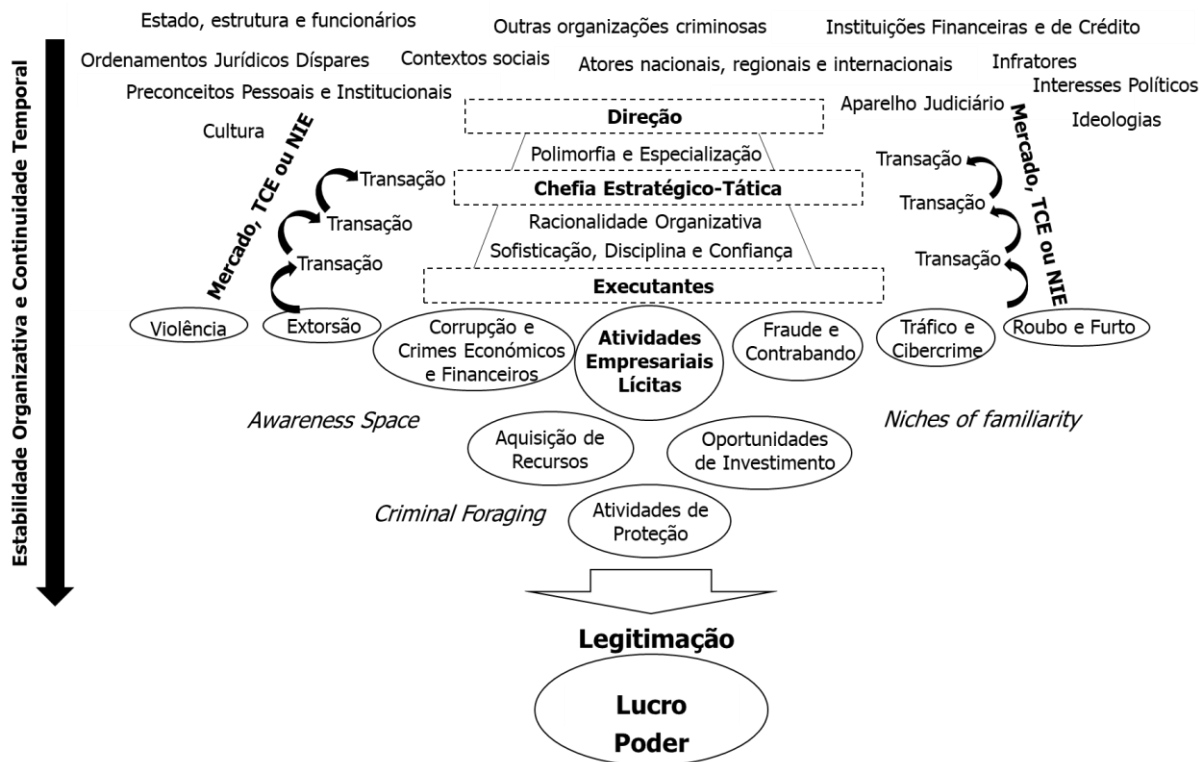 Estado, estrutura e funcionários
Outras organizações criminosas
Instituições Financeiras e de Crédito
Ordenamentos Jurídicos Díspares
Contextos sociais
Atores nacionais, regionais e internacionais
Infratores
Preconceitos Pessoais e Institucionais
Aparelho Judiciário
Interesses Políticos
Cultura
Ideologias
Estabilidade Organizativa e Continuidade Temporal
Mercado, TCE ou NIE
Direção
Mercado, TCE ou NIE
Polimorfia e Especialização
Transação
Chefia Estratégico-Tática
Transação
Transação
Racionalidade Organizativa
Transação
Transação
Sofisticação, Disciplina e Confiança
Transação
Executantes
Violência
Extorsão
Corrupção e
Crimes Económicos
e Financeiros
Atividades
Empresariais
Lícitas
Fraude e
Contrabando
Tráfico e
Cibercrime
Roubo e Furto
Awareness Space
Niches of familiarity
Aquisição de
Recursos
Oportunidades
de Investimento
Criminal Foraging
Atividades de
Proteção
Legitimação
Lucro
Poder